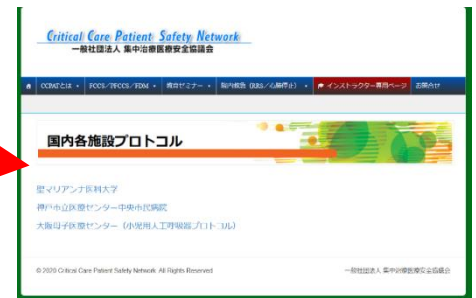 Critical Care Patient Safety Network
一般社団法人 集中治療医療安全協議会
CCPATとは FCCS/PFCCS/FDM 教育セミナー 院内救急 (RRS/心肺停止) インストラクター専用ページ お問合せ
国内各施設プロトコル
聖マリアンナ医科大学
神戸市立医療センター中央市民病院
大阪母子医療センター（小児用人工呼吸器プロトコル）
© 2020 Critical Care Patient Safety Network. All Rights Reserved
一般社団法人 集中治療医療安全協議会